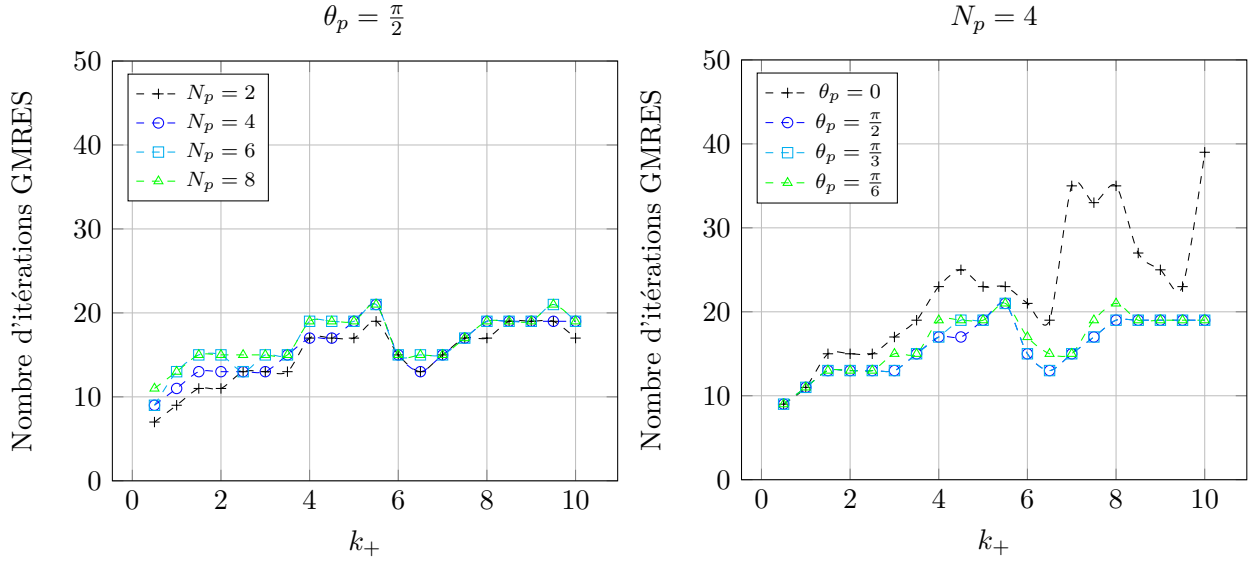 θ_p = π/2
Nombre d'itérations GMRES
50
40
30
20
10
0
N_p = 2
N_p = 4
N_p = 6
N_p = 8
0 2 4 6 8 10
k_+
N_p = 4
Nombre d'itérations GMRES
50
40
30
20
10
0
θ_p = 0
θ_p = π/2
θ_p = π/3
θ_p = π/6
0 2 4 6 8 10
k_+